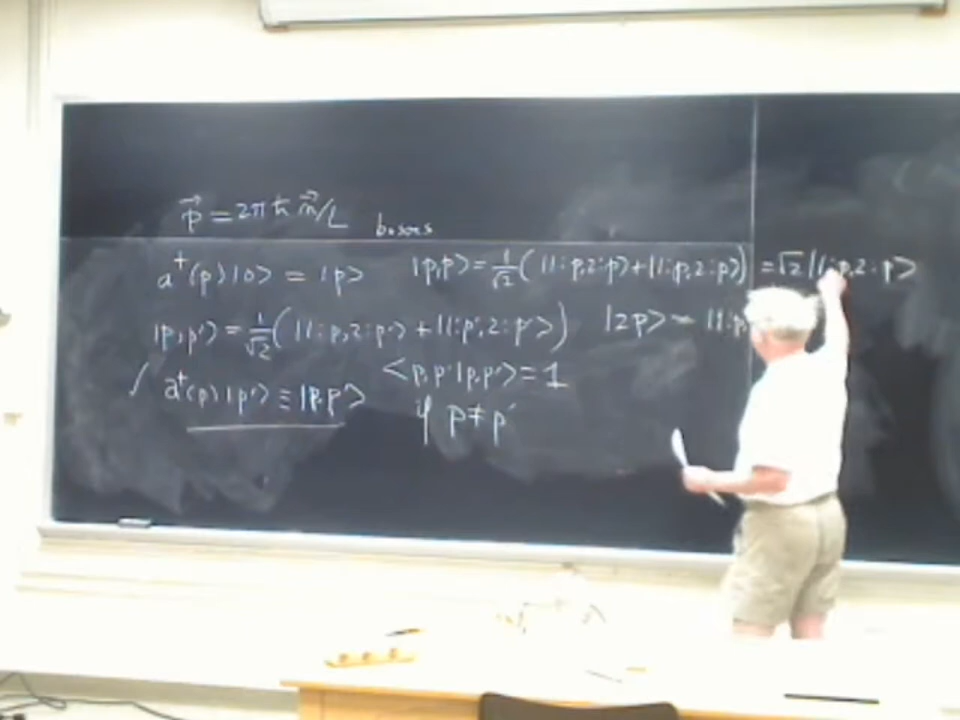 p⃗ = 2πħ n⃗/L bosons
a†(p)|0> = |p> |p,p> = 1/√2 (|1:p,2:p>+|1:p,2:p>) = √2 |1:p,2:p>
|p,p'> = 1/√2 (|1:p,2:p'> + |1:p',2:p>) |2p> = |1:p
✓ a†(p)|p'> ≡ |p,p'> <p,p'|p,p'> = 1
if p≠p'